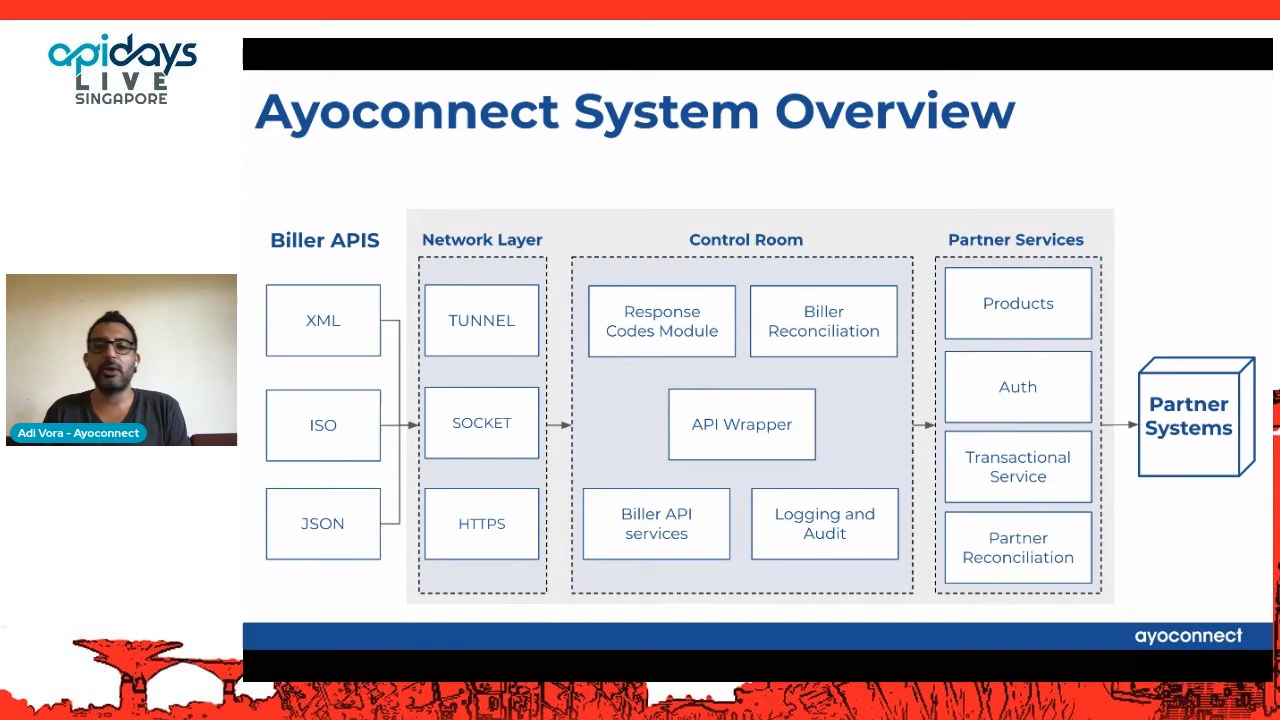 apidays
LIVE
SINGAPORE
Ayoconnect System Overview
Biller APIS
XML
ISO
JSON
Network Layer
TUNNEL
SOCKET
HTTPS
Control Room
Response
Codes Module
Biller
Reconciliation
API Wrapper
Biller API
services
Logging and
Audit
Partner Services
Products
Auth
Transactional
Service
Partner
Reconciliation
Partner
Systems
Adi Vora – Ayoconnect
ayoconnect